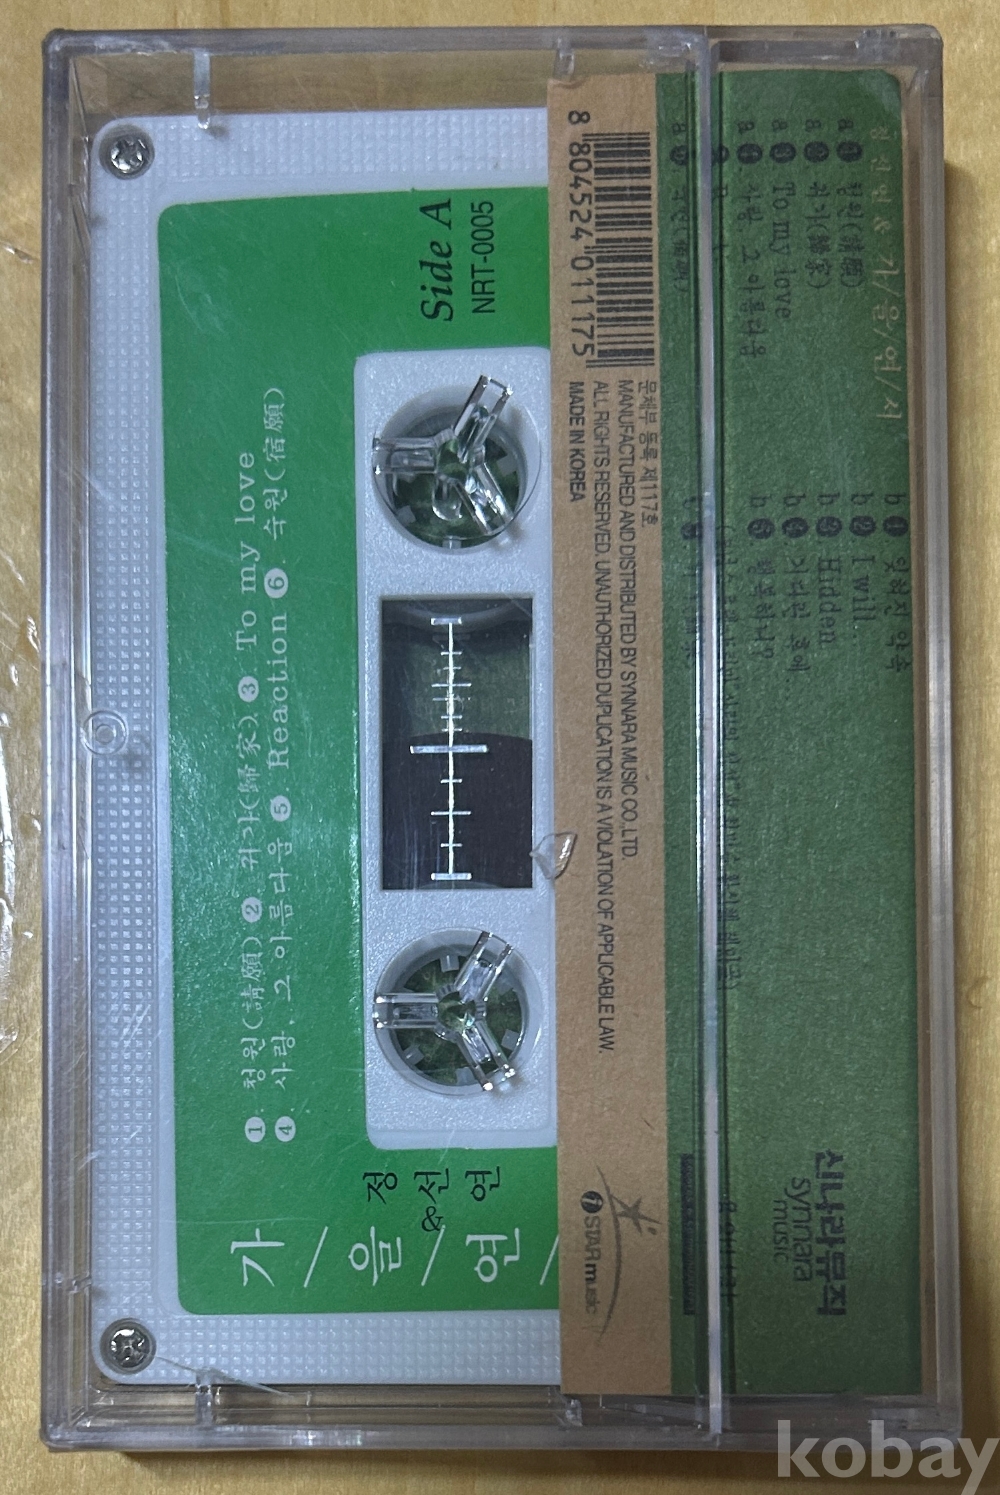 Side A
NRT-0005
❶. 청원(請願) ❷. 귀가(歸家) ❸. To my love
❹. 사랑, 그 아름다움 ❺. Reaction ❻. 숙원(宿願)
정
&선
연
가/을/연/
8 804524 011175
문체부 등록 제117호
MANUFACTURED AND DISTRIBUTED BY SYNNARA MUSIC CO.,LTD.
ALL RIGHTS RESERVED. UNAUTHORIZED DUPLICATION IS A VIOLATION OF APPLICABLE LAW.
MADE IN KOREA
i STAR music
정선연 & 가/을/연/서
a ❶ 청원(請願)
a ❷ 귀가(歸家)
a ❸ To my love
a ❹ 사랑, 그 아름다움
b ❶ 잊혀진 약속
b ❷ I will..
b ❸ Hidden
b ❹ 기다린 후에...
b ❺ 행복하니?
신나라뮤직
synnara
music
kobay